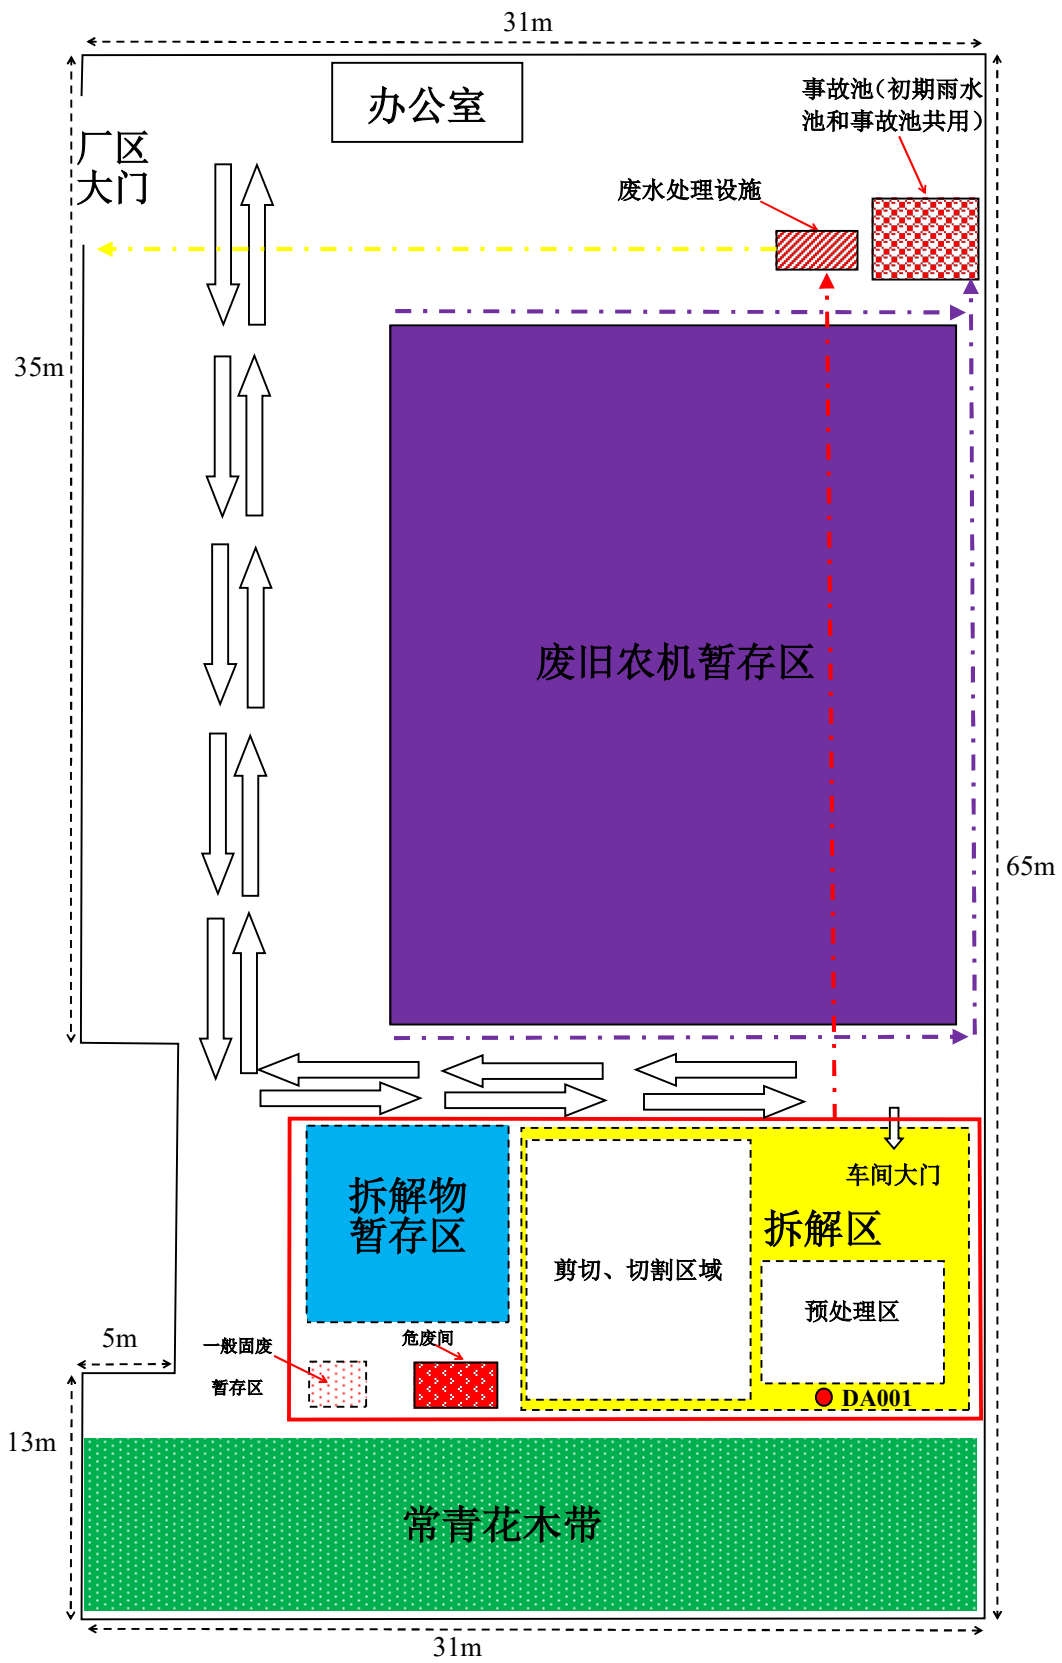 31m
办公室
事故池（初期雨水
池和事故池共用）
厂区
大门
废水处理设施
35m
废旧农机暂存区
65m
车间大门
拆解物
暂存区
拆解区
剪切、切割区域
预处理区
5m
一般固废
暂存区
危废间
DA001
13m
常青花木带
31m